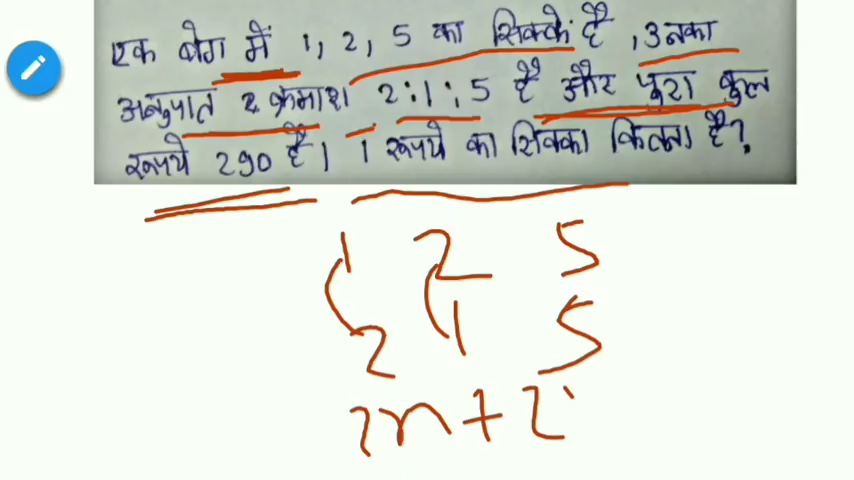 एक बेग में 1, 2, 5 का सिक्के है, उनका
अनुपात क्रमाश 2:1:5 है और पुरा कुल
रूपये 290 है। 1 रूपये का सिक्का कितना है?
1 2 5
2 1 5
2n + 2